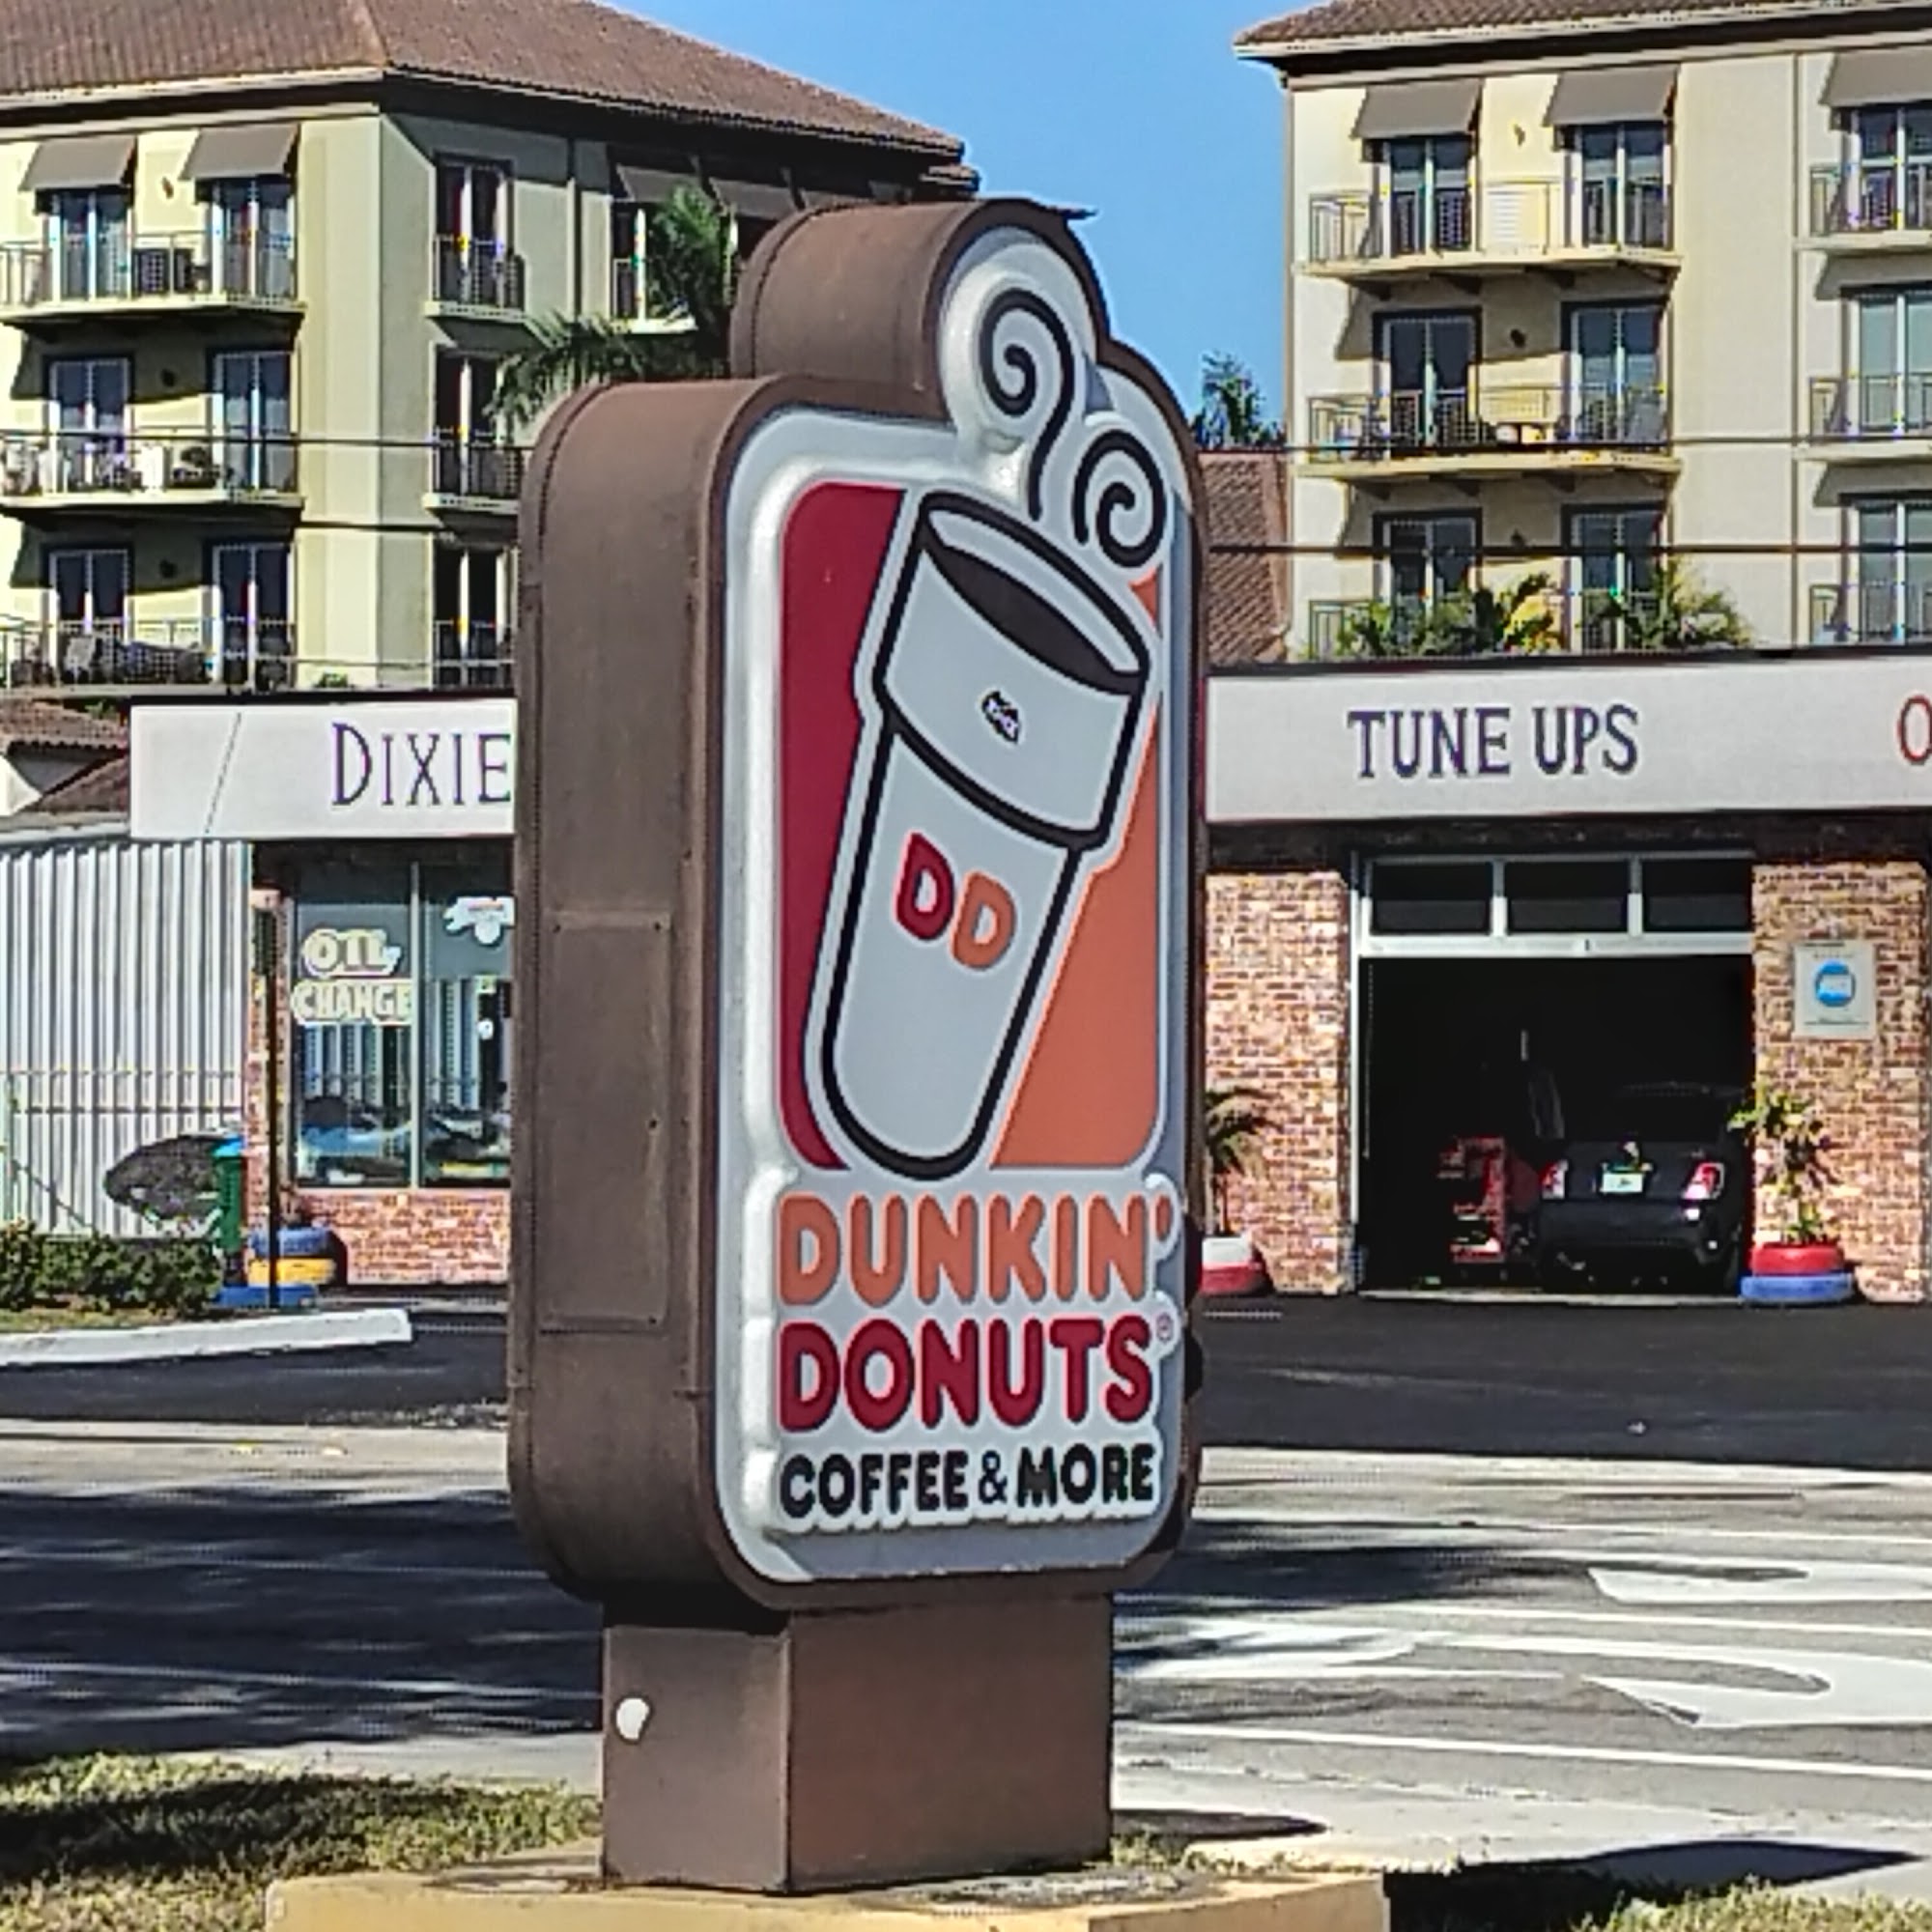 DIXIE
TUNE UPS
O
OIL
CHANGE
DD
DUNKIN'
DONUTS®
COFFEE & MORE